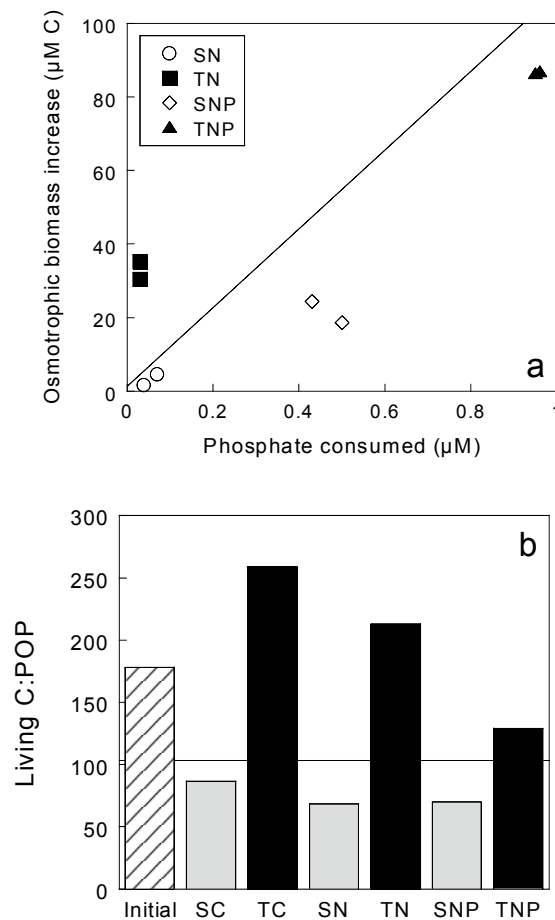 Osmotrophic biomass increase (µM C)
100
80
60
40
20
0
SN
TN
SNP
TNP
a
0 0.2 0.4 0.6 0.8 1
Phosphate consumed (µM)
Living C:POP
300
250
200
150
100
50
0
b
Initial SC TC SN TN SNP TNP